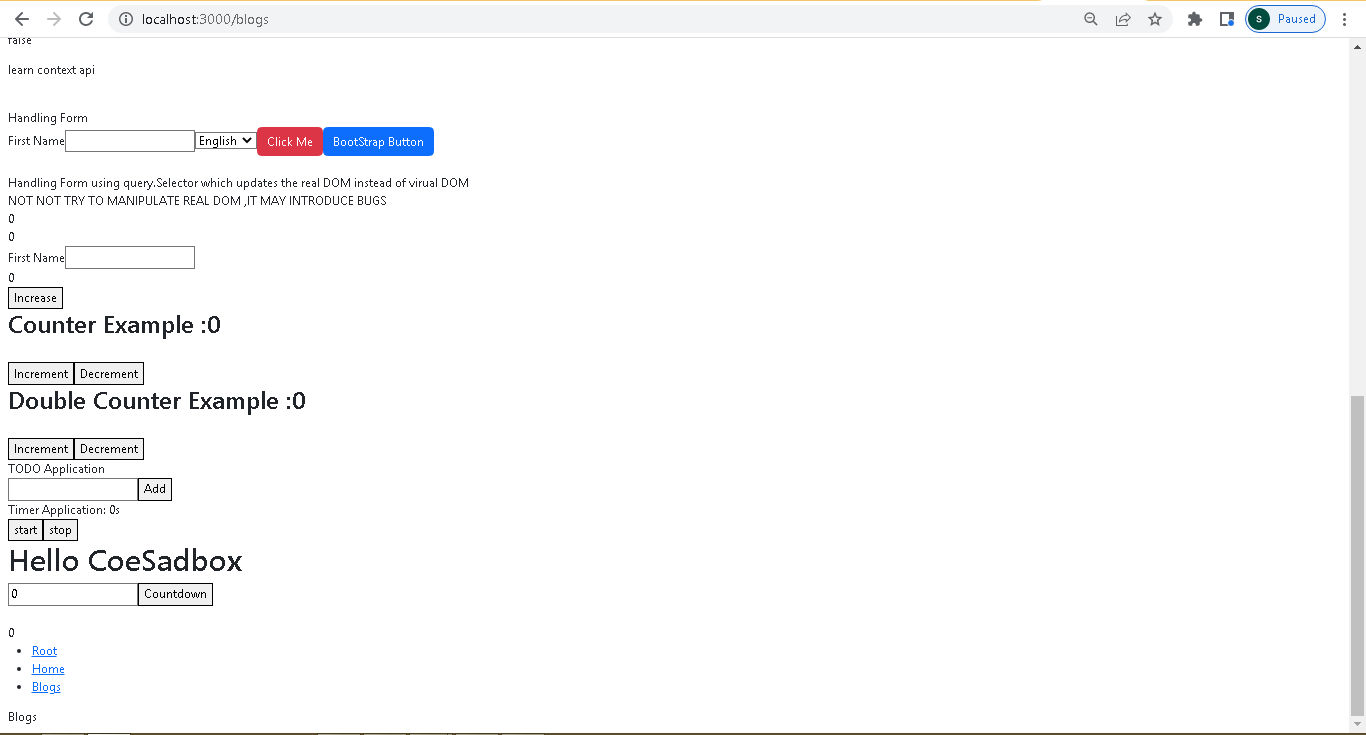 localhost:3000/blogs
S Paused
false
learn context api
Handling Form
First Name English Click Me BootStrap Button
Handling Form using query.Selector which updates the real DOM instead of virual DOM
NOT NOT TRY TO MANIPULATE REAL DOM ,IT MAY INTRODUCE BUGS
0
0
First Name
0
Increase
Counter Example :0
Increment Decrement
Double Counter Example :0
Increment Decrement
TODO Application
Add
Timer Application: 0s
start stop
Hello CoeSadbox
0 Countdown
0
Root
Home
Blogs
Blogs